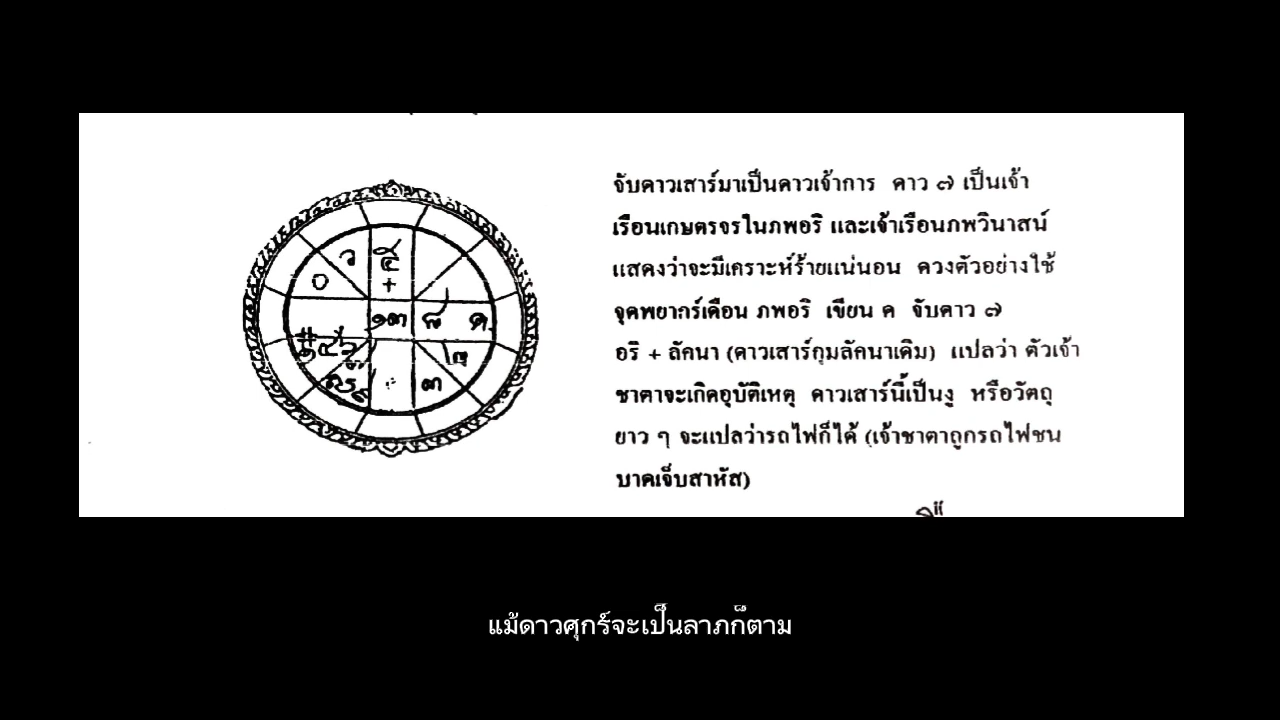 จับดาวเสาร์มาเป็นดาวเจ้าการ ดาว ๗ เป็นเจ้า
เรือนเกษตรจรในภพอริ และเจ้าเรือนภพวินาสน์
แสดงว่าจะมีเคราะห์ร้ายแน่นอน ดวงตัวอย่างใช้
จุดพยากร์เดือน ภพอริ เขียน ค จับดาว ๗
อริ + ลัคนา (ดาวเสาร์กุมลัคนาเดิม) แปลว่า ตัวเจ้า
ชาตาจะเกิดอุบัติเหตุ ดาวเสาร์นี้เป็นงู หรือวัตถุ
ยาว ๆ จะแปลว่ารถไฟก็ได้ (เจ้าชาตาถูกรถไฟชน
บาดเจ็บสาหัส)
แม้ดาวศุกร์จะเป็นลาภก็ตาม